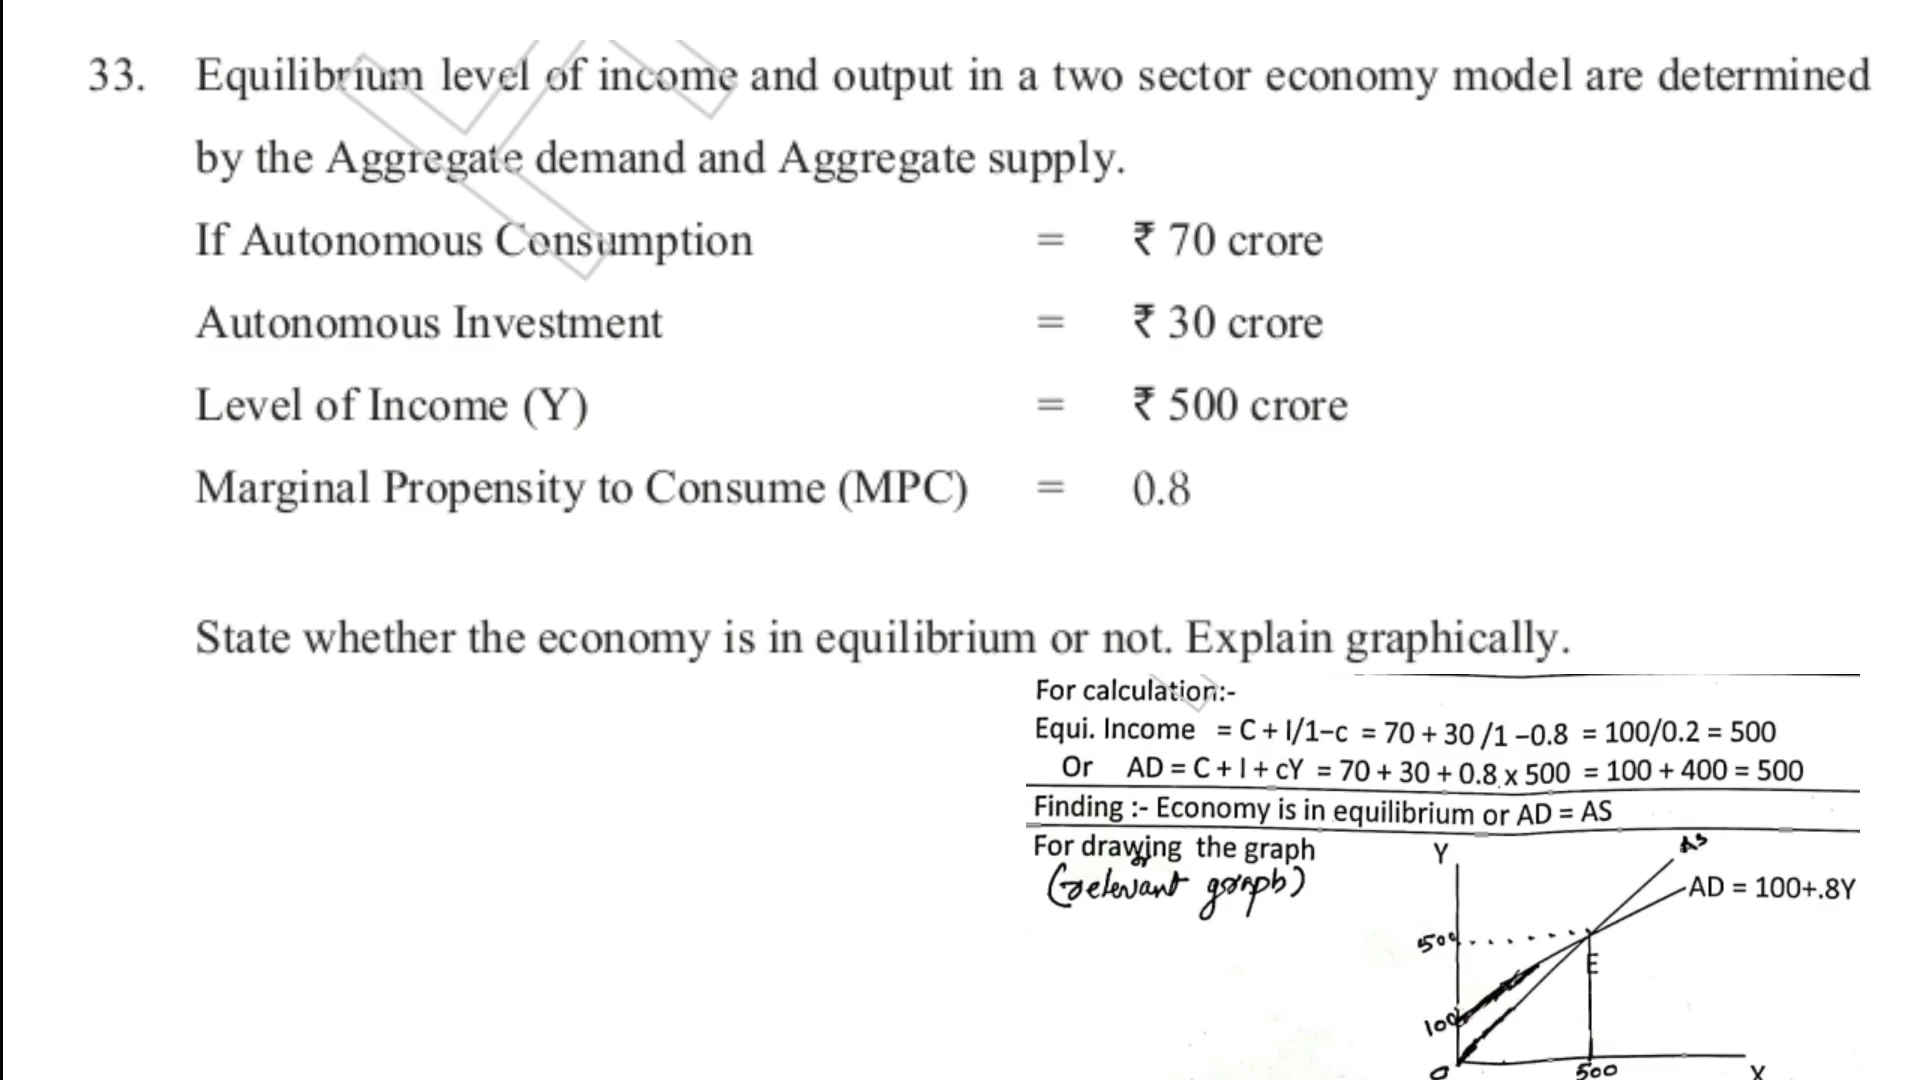 33. Equilibrium level of income and output in a two sector economy model are determined
by the Aggregate demand and Aggregate supply.
If Autonomous Consumption = ₹ 70 crore
Autonomous Investment = ₹ 30 crore
Level of Income (Y) = ₹ 500 crore
Marginal Propensity to Consume (MPC) = 0.8
State whether the economy is in equilibrium or not. Explain graphically.
For calculation:-
Equi. Income = C + I/1−c = 70 + 30 /1 −0.8 = 100/0.2 = 500
Or AD = C + I + cY = 70 + 30 + 0.8 x 500 = 100 + 400 = 500
Finding :- Economy is in equilibrium or AD = AS
For drawing the graph
(relevant graph)
Y
AS
AD = 100+.8Y
500
E
100
0
500
X